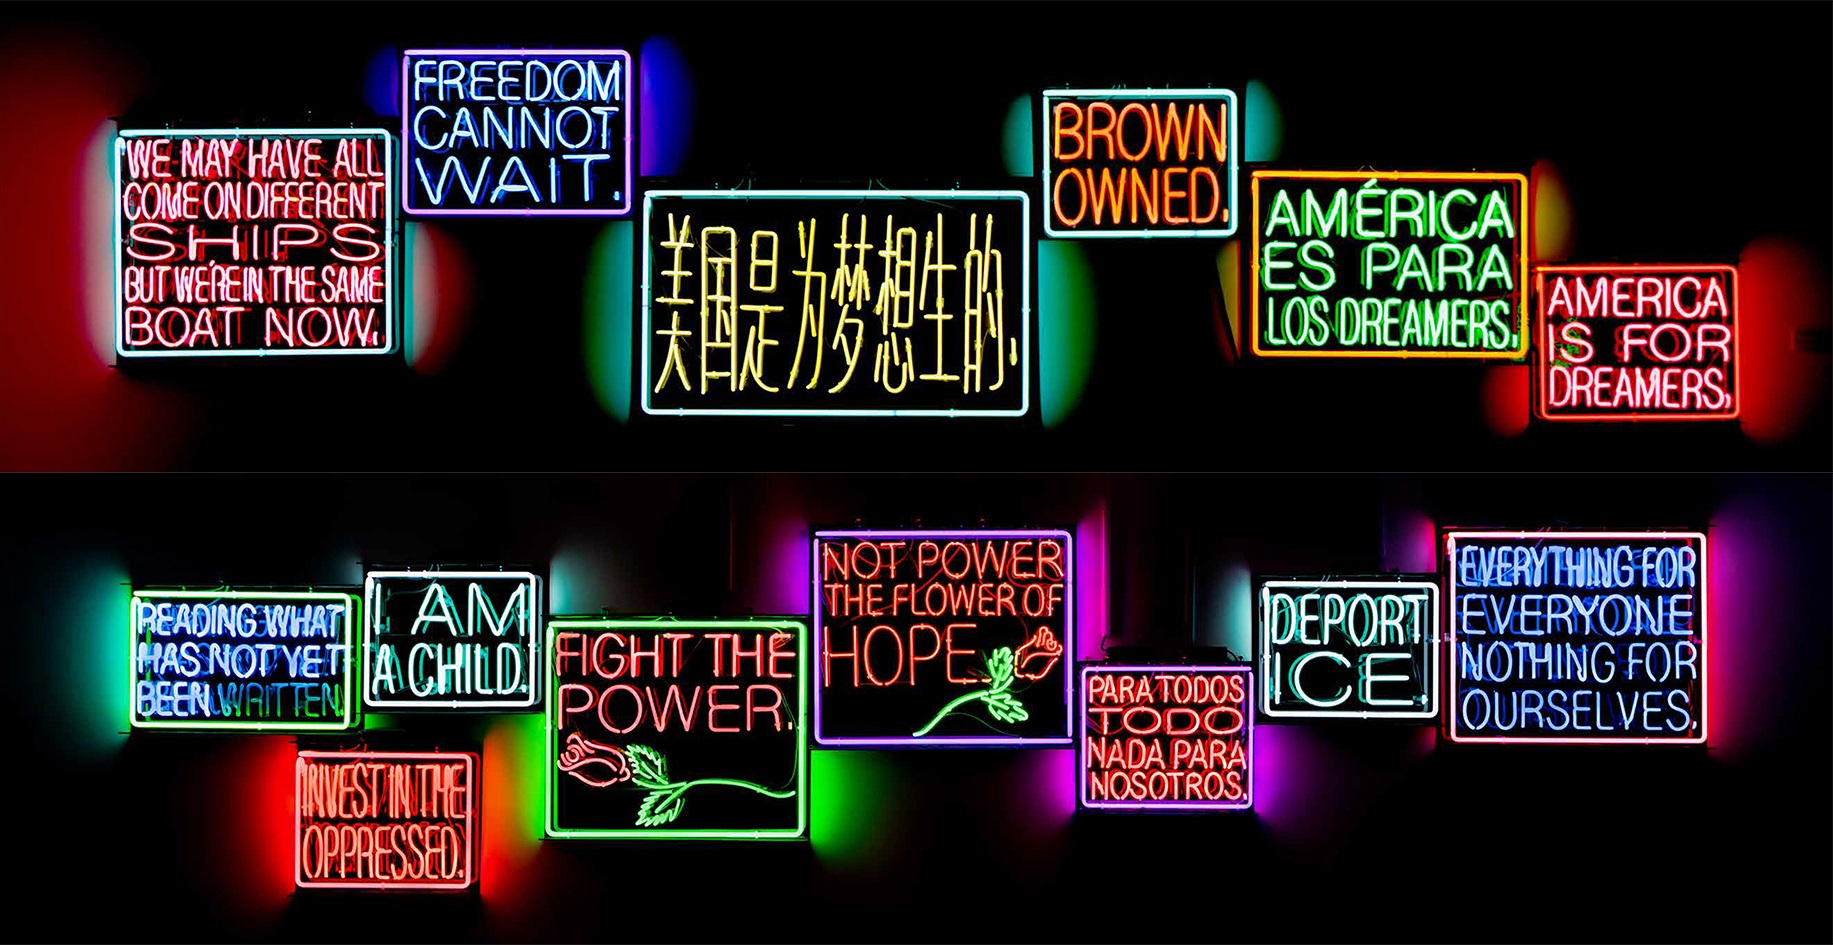 WE MAY HAVE ALL
COME ON DIFFERENT
SHIPS
BUT WE'RE IN THE SAME
BOAT NOW.
FREEDOM
CANNOT
WAIT.
美国是为梦想生的.
BROWN
OWNED.
AMÉRICA
ES PARA
LOS DREAMERS.
AMERICA
IS FOR
DREAMERS,
READING WHAT
HAS NOT YET
BEEN WRITTEN
INVEST IN THE
OPPRESSED.
I AM
A CHILD.
FIGHT THE
POWER.
NOT POWER
THE FLOWER OF
HOPE
PARA TODOS
TODO
NADA PARA
NOSOTROS.
DEPORT
ICE
EVERYTHING FOR
EVERYONE
NOTHING FOR
OURSELVES.